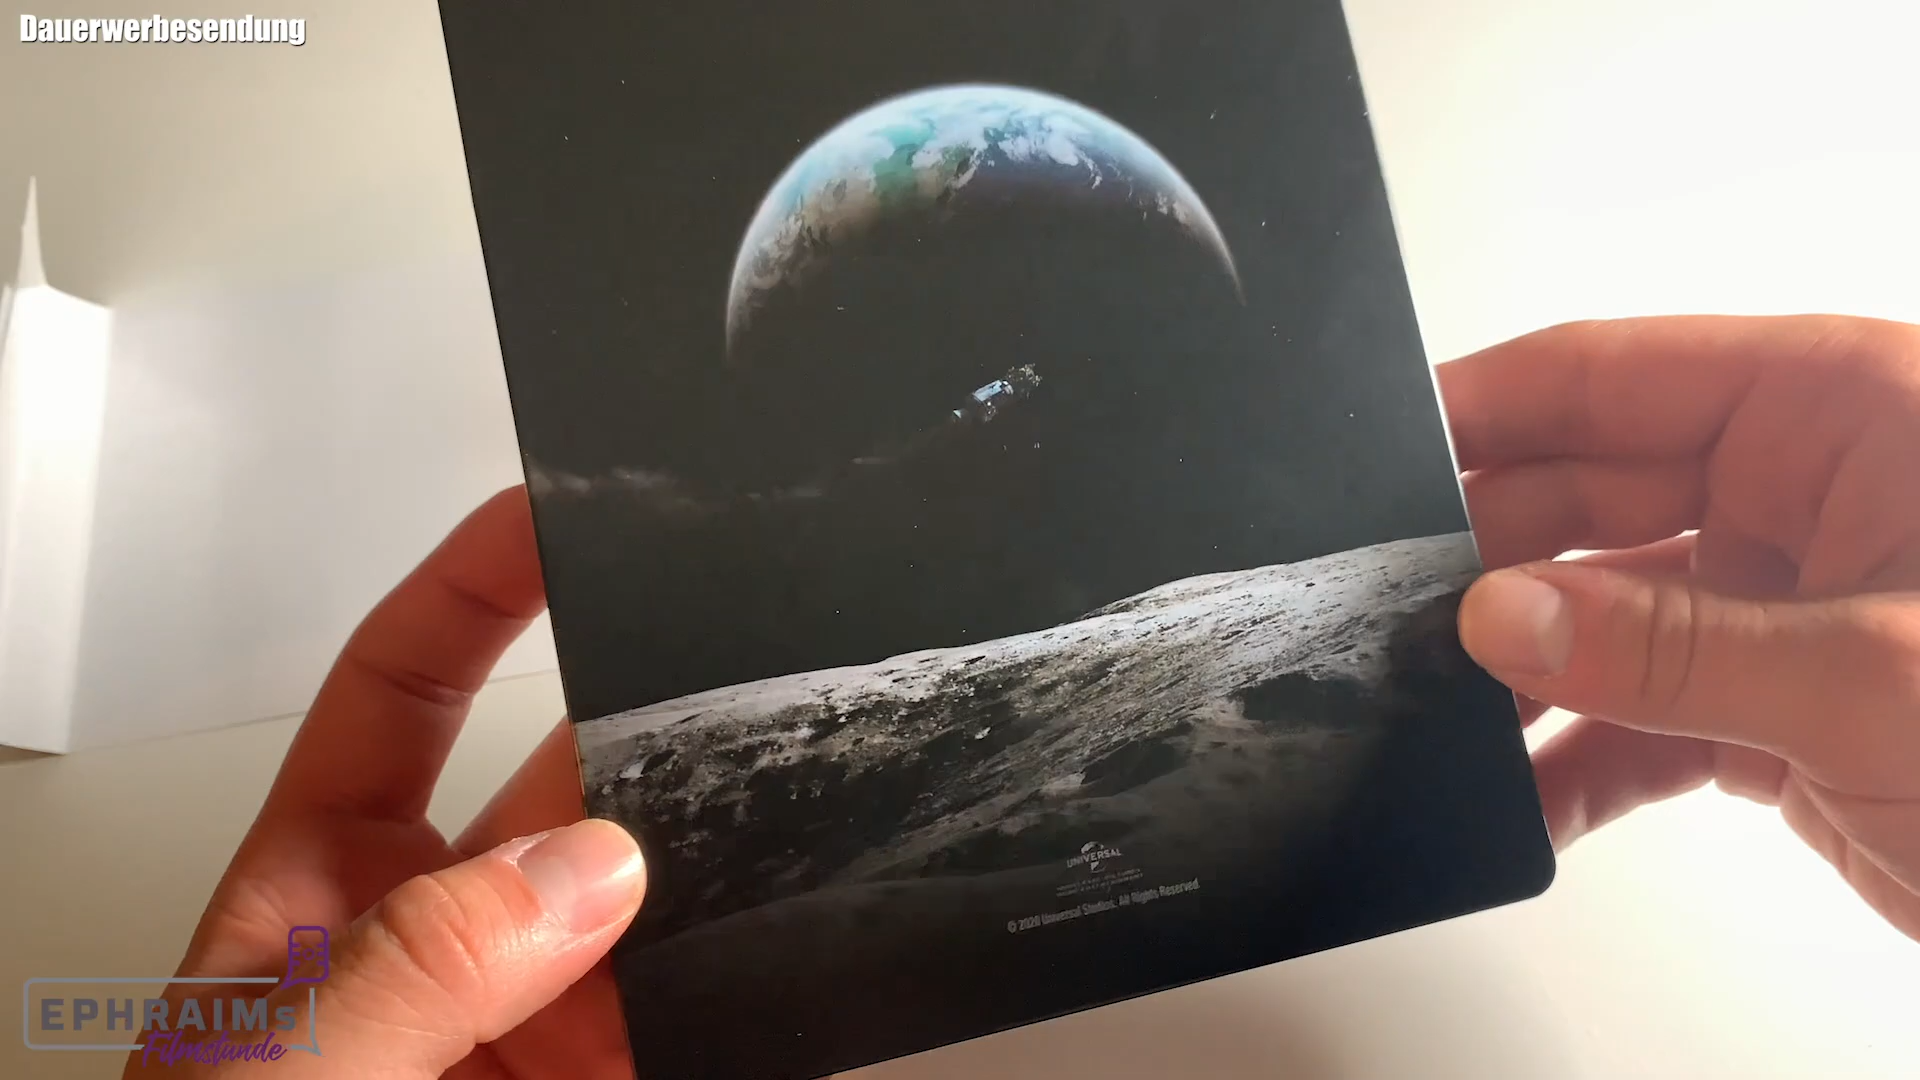 Dauerwerbesendung
UNIVERSAL
© 2020 Universal Studios. All Rights Reserved.
EPHRAIMs
Filmstunde